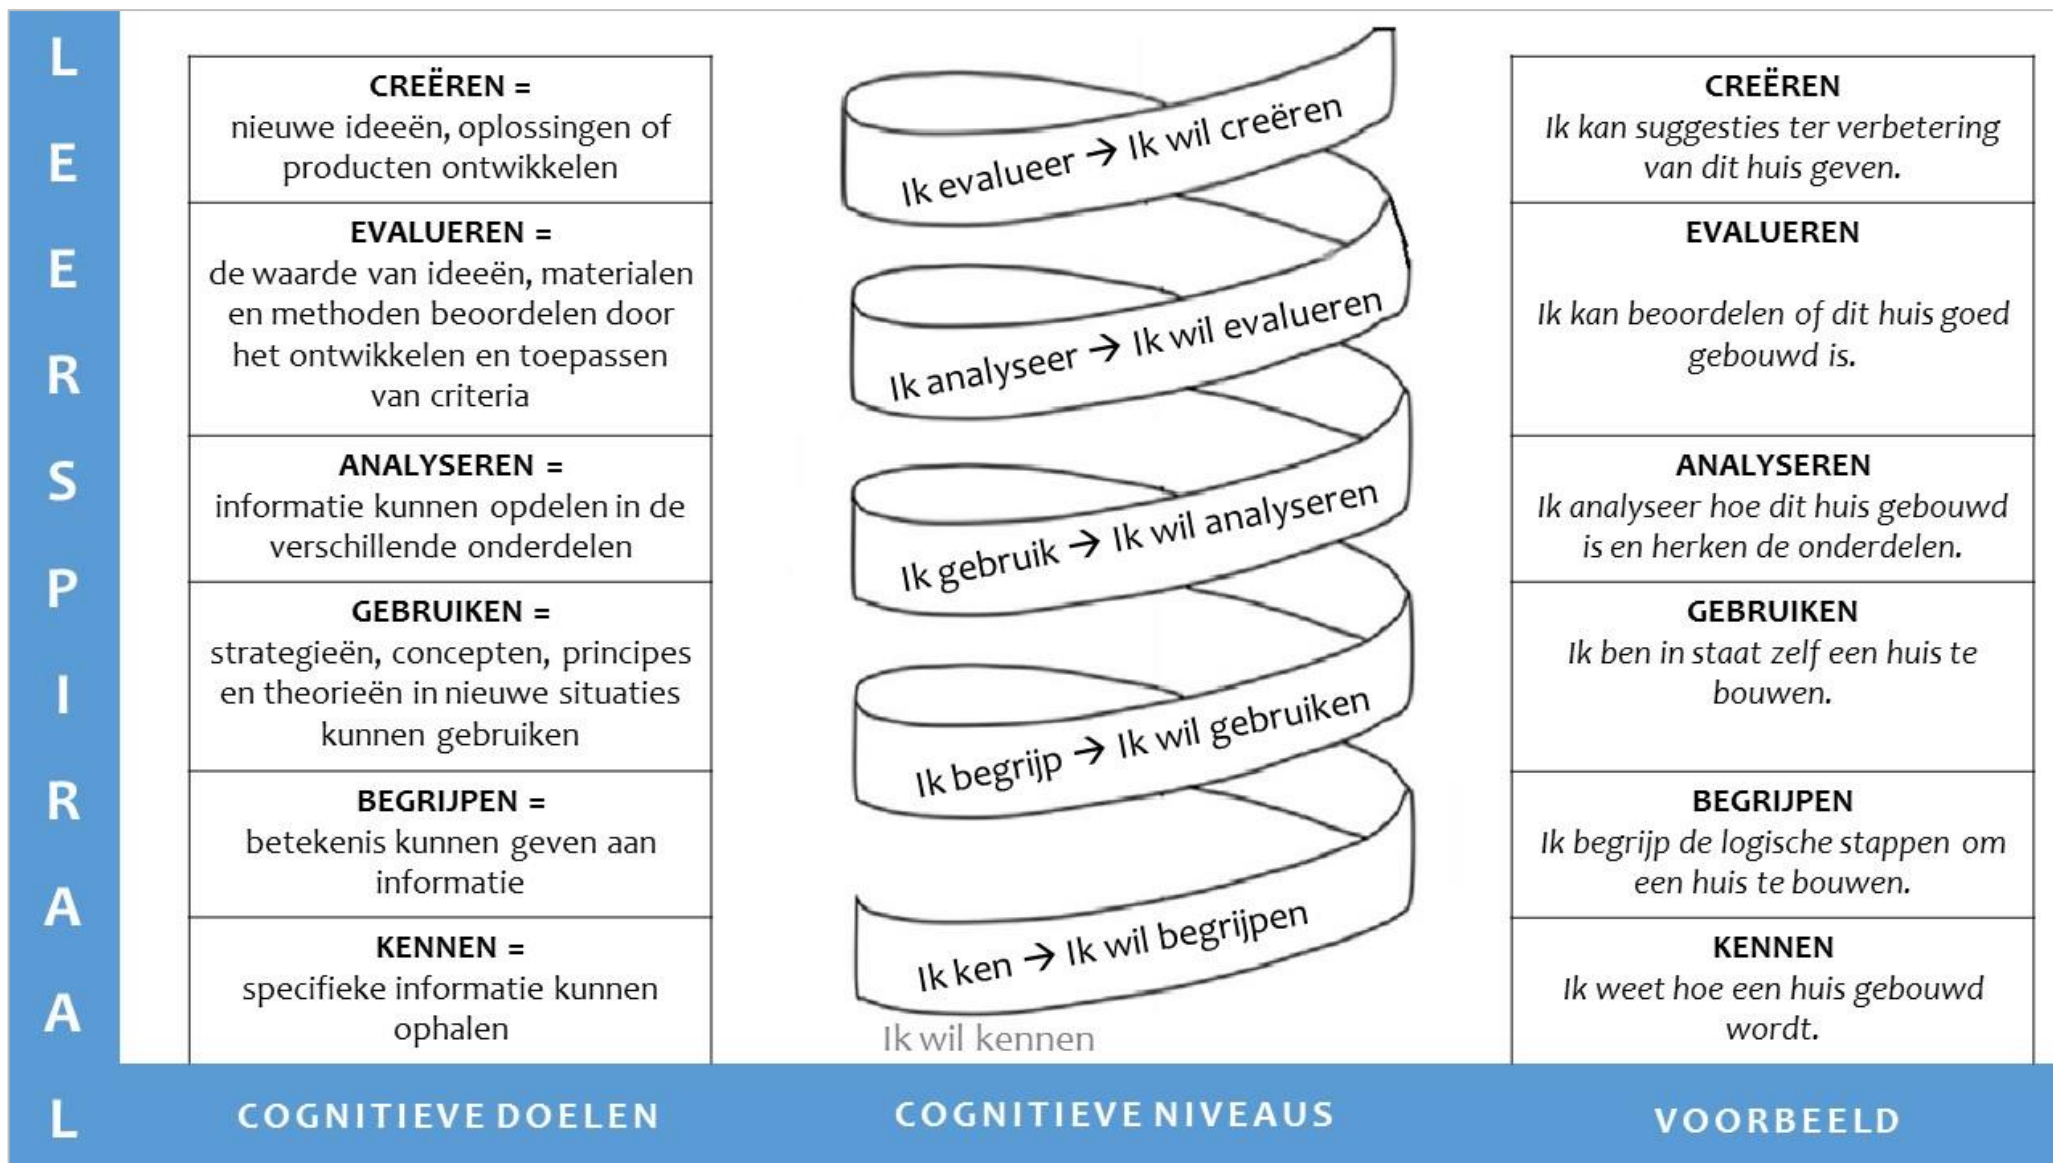 LEERSPIRAAL
CREËREN =
nieuwe ideeën, oplossingen of
producten ontwikkelen
EVALUEREN =
de waarde van ideeën, materialen
en methoden beoordelen door
het ontwikkelen en toepassen
van criteria
ANALYSEREN =
informatie kunnen opdelen in de
verschillende onderdelen
GEBRUIKEN =
strategieën, concepten, principes
en theorieën in nieuwe situaties
kunnen gebruiken
BEGRIJPEN =
betekenis kunnen geven aan
informatie
KENNEN =
specifieke informatie kunnen
ophalen
COGNITIEVE DOELEN
Ik evalueer → Ik wil creëren
Ik analyseer → Ik wil evalueren
Ik gebruik → Ik wil analyseren
Ik begrijp → Ik wil gebruiken
Ik ken → Ik wil begrijpen
Ik wil kennen
COGNITIEVE NIVEAUS
CREËREN
Ik kan suggesties ter verbetering
van dit huis geven.
EVALUEREN
Ik kan beoordelen of dit huis goed
gebouwd is.
ANALYSEREN
Ik analyseer hoe dit huis gebouwd
is en herken de onderdelen.
GEBRUIKEN
Ik ben in staat zelf een huis te
bouwen.
BEGRIJPEN
Ik begrijp de logische stappen om
een huis te bouwen.
KENNEN
Ik weet hoe een huis gebouwd
wordt.
VOORBEELD